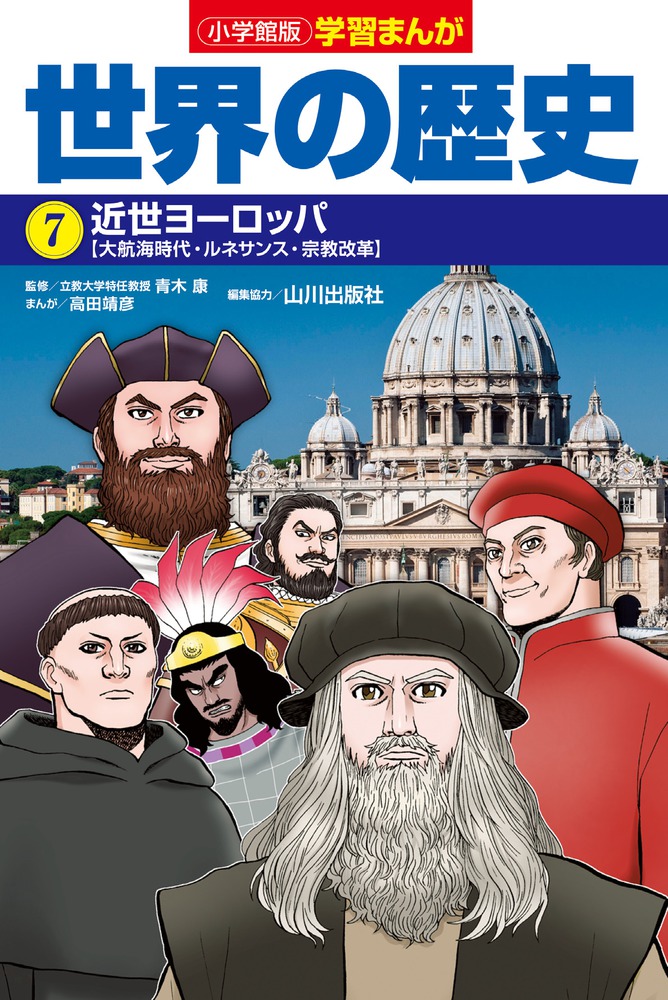 小学館版 学習まんが
世界の歴史
7 近世ヨーロッパ
【大航海時代・ルネサンス・宗教改革】
監修／立教大学特任教授 青木 康
まんが／高田靖彦
編集協力／山川出版社